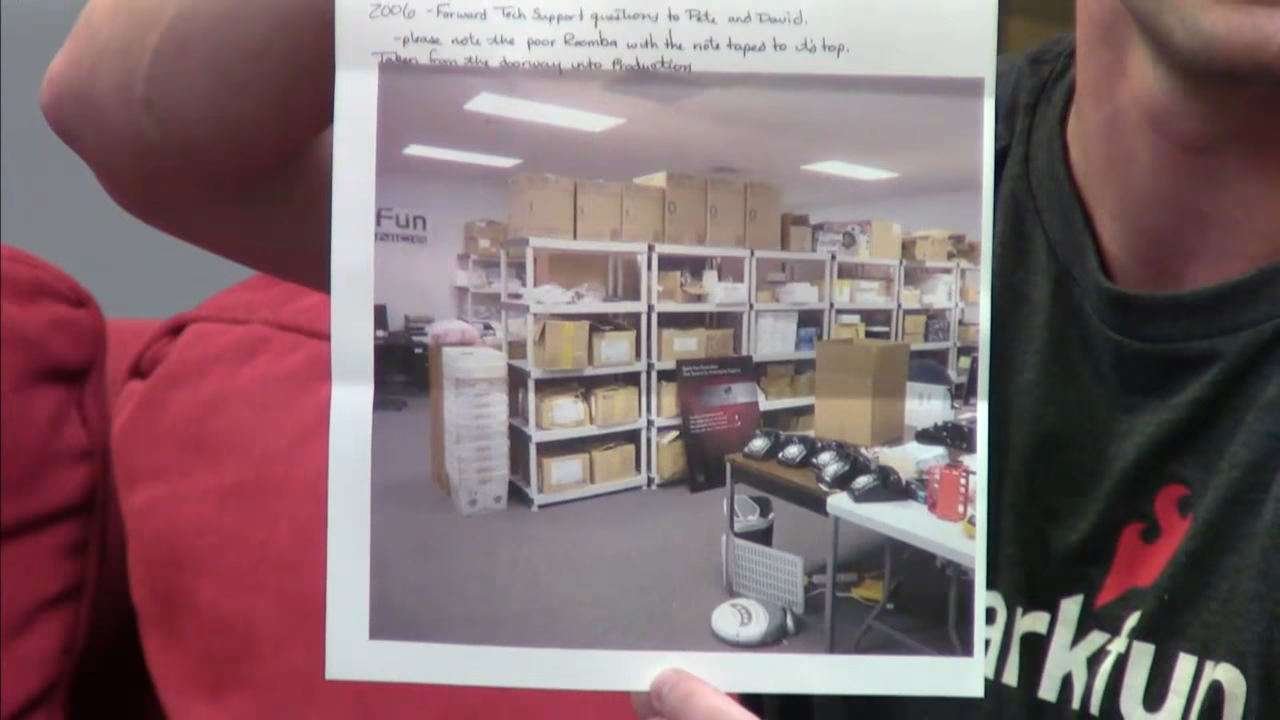 2006 - Forward Tech Support questions to Pete and David.
- please note the poor Roomba with the note taped to it's top.
Taken from the doorway into Production
Fun
arkfun